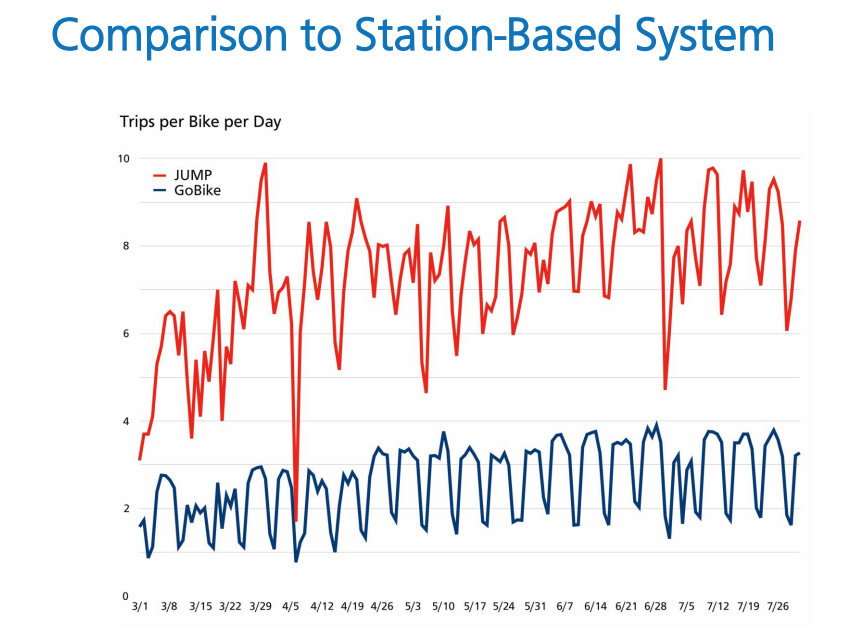 Comparison to Station-Based System
Trips per Bike per Day
10
JUMP
GoBike
8
6
4
2
0
3/1 3/8 3/15 3/22 3/29 4/5 4/12 4/19 4/26 5/3 5/10 5/17 5/24 5/31 6/7 6/14 6/21 6/28 7/5 7/12 7/19 7/26